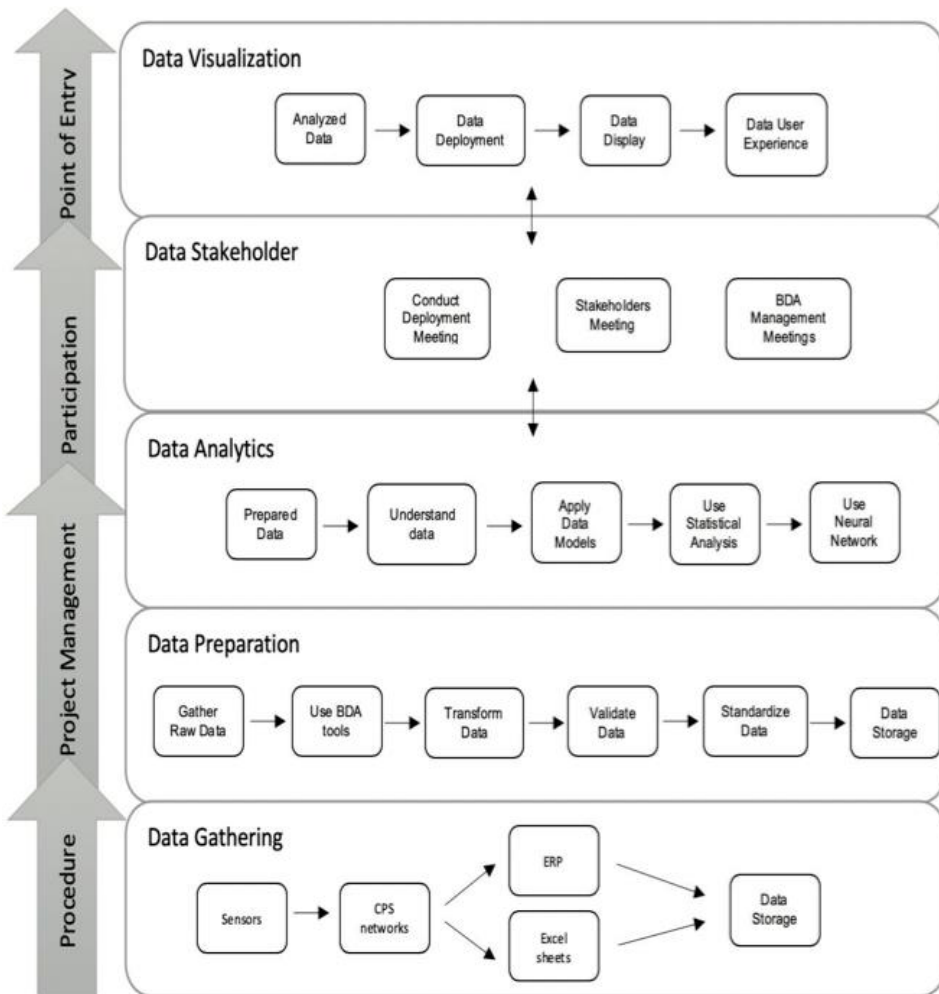 Point of Entry
Data Visualization
Analyzed
Data
Data
Deployment
Data
Display
Data User
Experience
Participation
Data Stakeholder
Conduct
Deployment
Meeting
Stakeholders
Meeting
BDA
Management
Meetings
Project Management
Data Analytics
Prepared
Data
Understand
data
Apply
Data
Models
Use
Statistical
Analysis
Use
Neural
Network
Data Preparation
Gather
Raw Data
Use BDA
tools
Transform
Data
Validate
Data
Standardize
Data
Data
Storage
Procedure
Data Gathering
Sensors
CPS
networks
ERP
Excel
sheets
Data
Storage